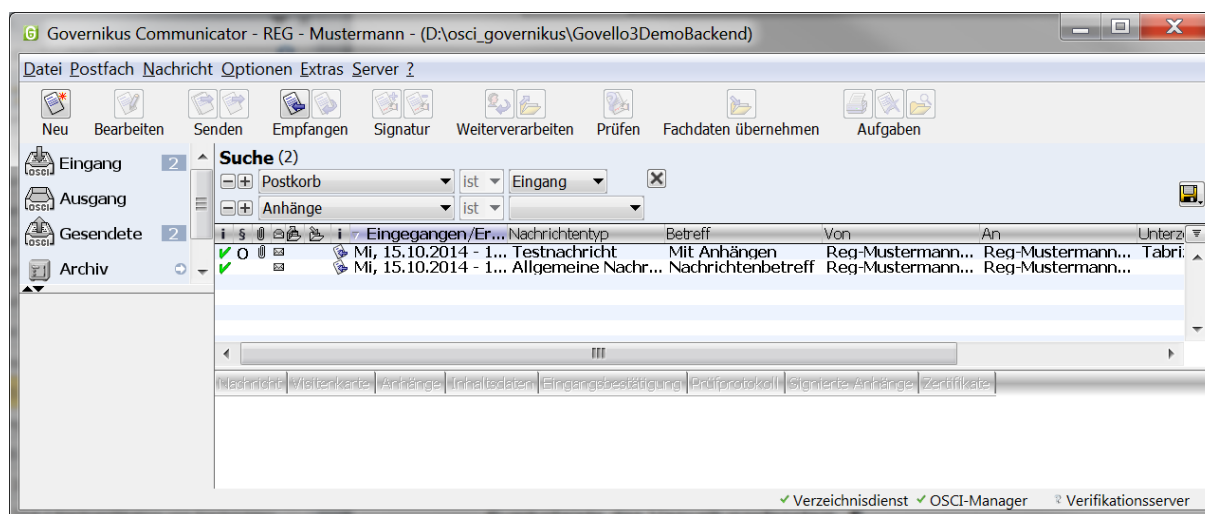 Governikus Communicator - REG - Mustermann - (D:\osci_governikus\Govello3DemoBackend)
Datei Postfach Nachricht Optionen Extras Server ?
Neu Bearbeiten Senden Empfangen Signatur Weiterverarbeiten Prüfen Fachdaten übernehmen Aufgaben
Eingang 2
Ausgang
Gesendete 2
Archiv
Suche (2)
Postkorb ist Eingang
Anhänge ist
i § i Eingegangen/Er... Nachrichtentyp Betreff Von An Unterz
O Mi, 15.10.2014 - 1... Testnachricht Mit Anhängen Reg-Mustermann... Reg-Mustermann... Tabri
Mi, 15.10.2014 - 1... Allgemeine Nachr... Nachrichtenbetreff Reg-Mustermann... Reg-Mustermann...
Nachricht Visitenkarte Anhänge Inhaltsdaten Eingangsbestätigung Prüfprotokoll Signierte Anhänge Zertifikate
Verzeichnisdienst OSCI-Manager Verifikationsserver